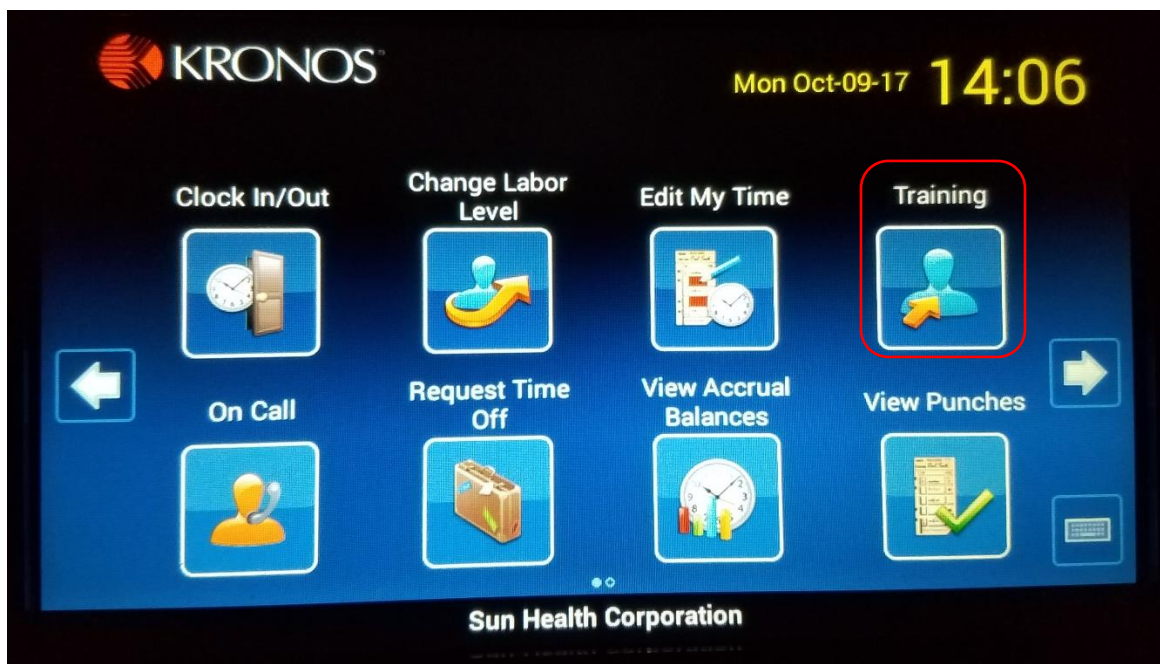 KRONOS™
Mon Oct-09-17 14:06
Clock In/Out
Change Labor
Level
Edit My Time
Training
On Call
Request Time
Off
View Accrual
Balances
View Punches
Sun Health Corporation